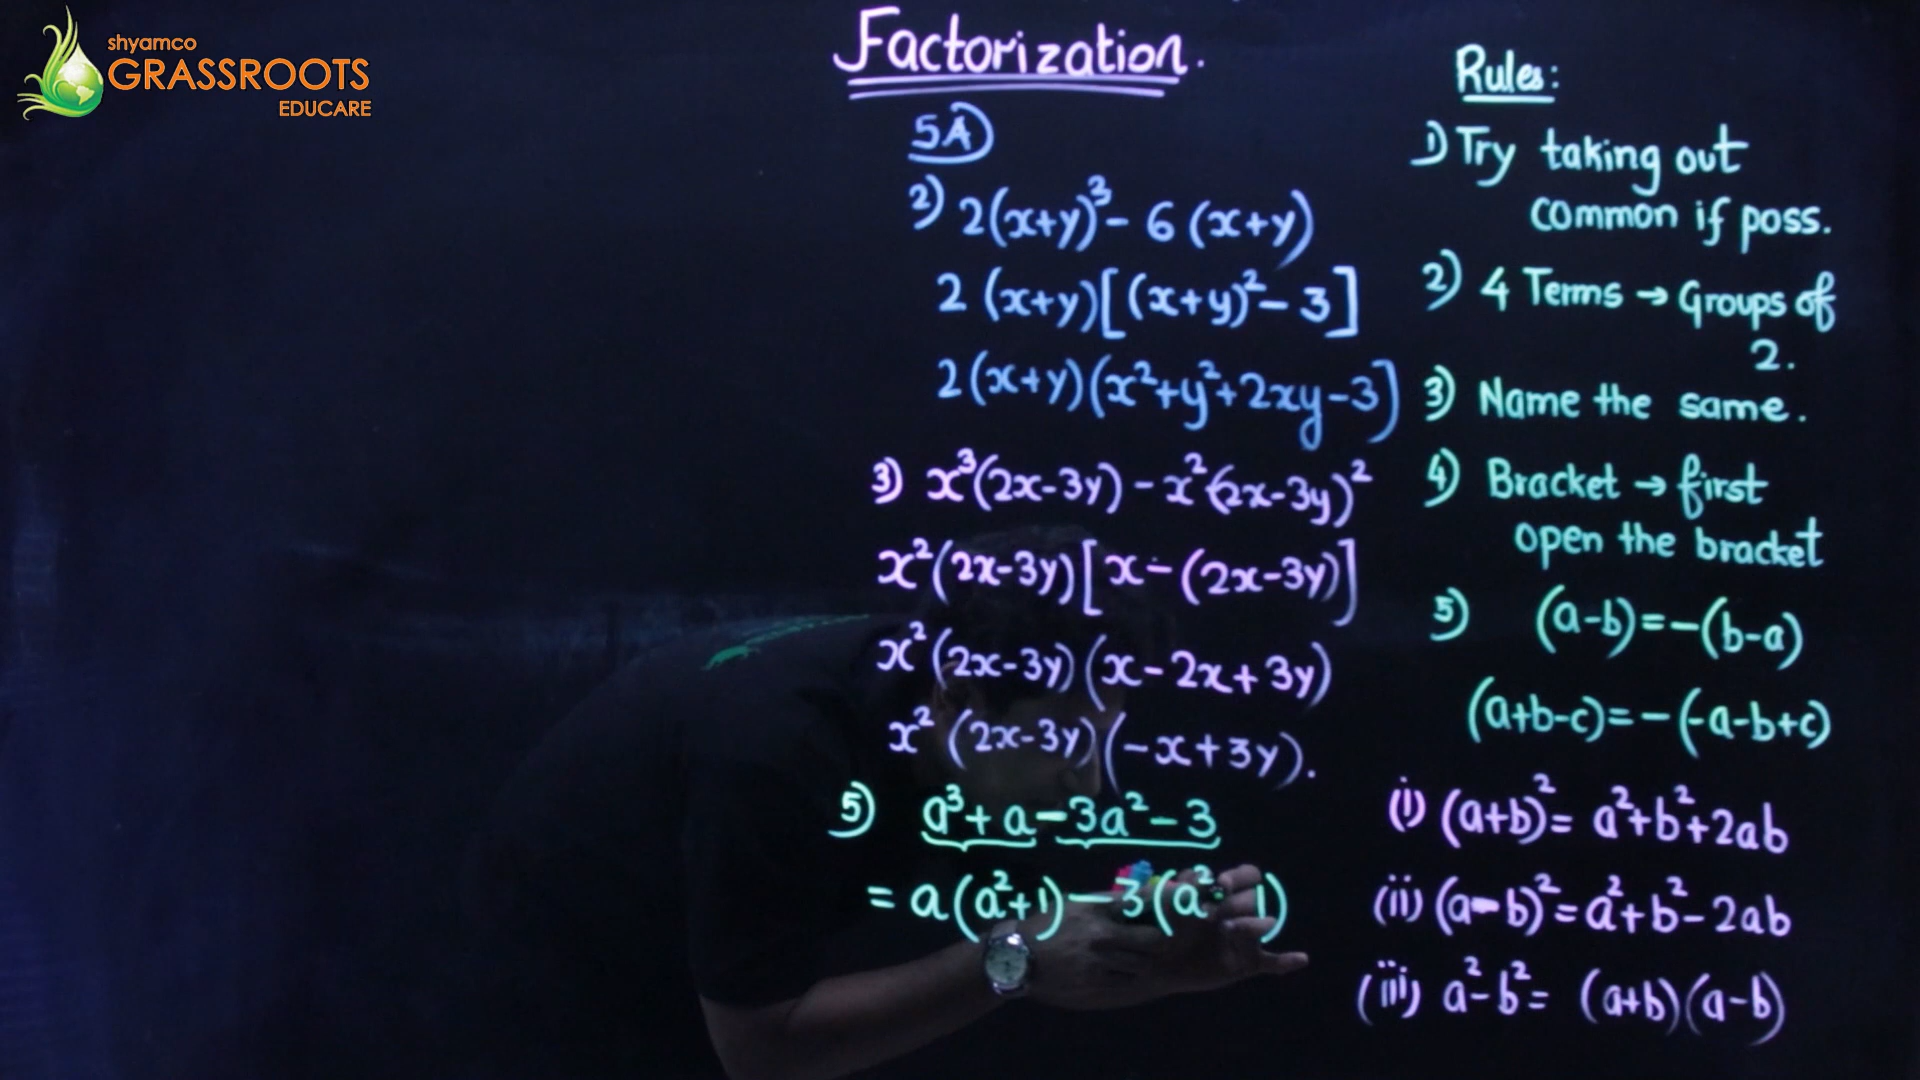 shyamco
GRASSROOTS
EDUCARE
Factorization.
5A)
2) 2(x+y)³ - 6(x+y)
2(x+y)[(x+y)² - 3]
2(x+y)(x²+y²+2xy-3]
3) x³(2x-3y) - x²(2x-3y)²
x²(2x-3y)[x-(2x-3y)]
x²(2x-3y)(x-2x+3y)
x²(2x-3y)(-x+3y).
5) a³+a-3a²-3
= a(a²+1)-3(a² 1)
Rules:
1) Try taking out
common if poss.
2) 4 Terms → Groups of
2.
3) Name the same.
4) Bracket → first
open the bracket
5) (a-b)=-(b-a)
(a+b-c)=-(-a-b+c)
(i) (a+b)²= a²+b²+2ab
(ii) (a-b)²=a²+b²-2ab
(iii) a²-b²= (a+b)(a-b)